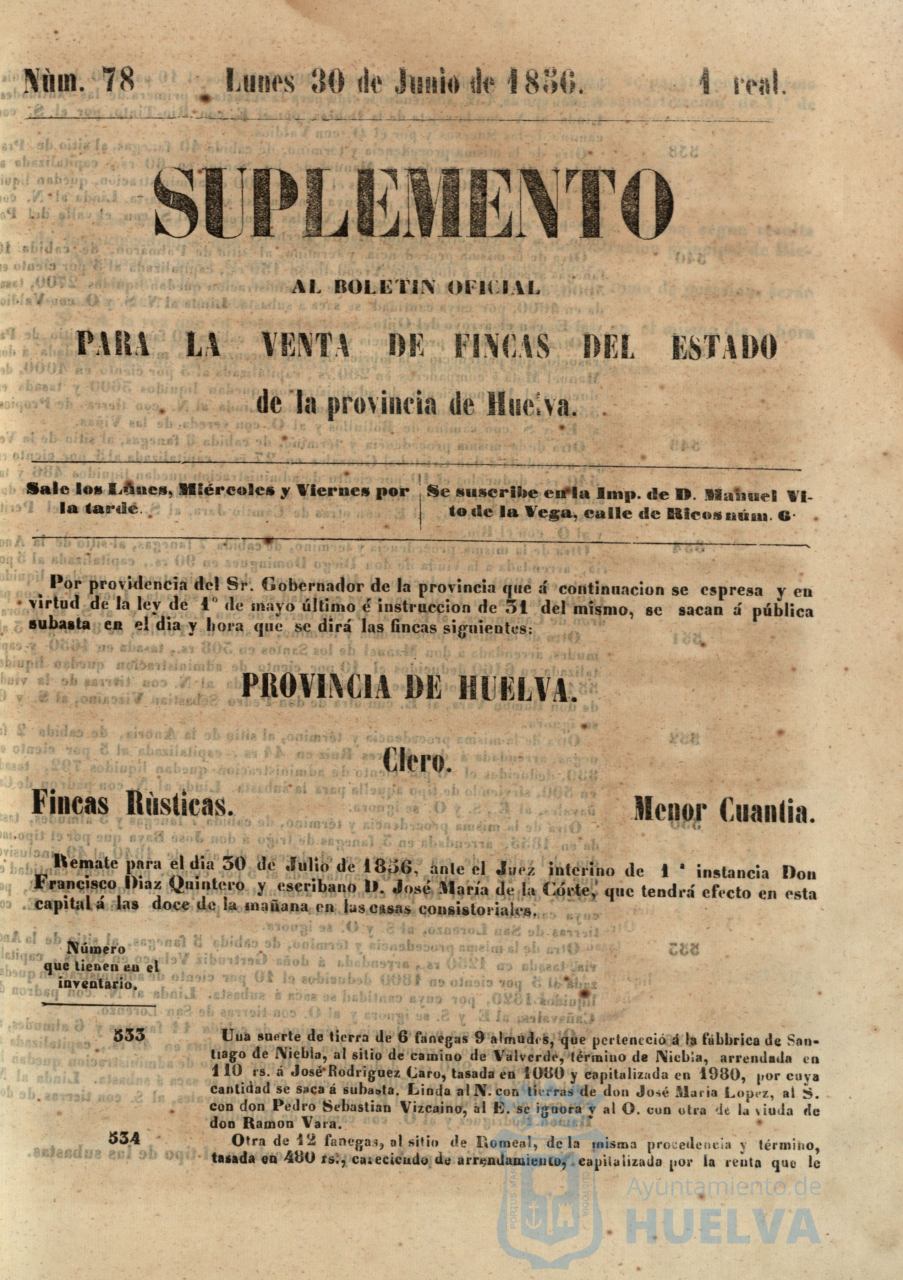 Nùm. 78 Lunes 30 de Junio de 1856. 1 real.
SUPLEMENTO
AL BOLETIN OFICIAL
PARA LA VENTA DE FINCAS DEL ESTADO
de la provincia de Huelva.
Sale los Lúnes, Miércoles y Viernes por
la tarde.
Se suscribe en la Imp. de D. Manuel Vi-
to de la Vega, calle de Ricos núm. 6
Por providencia del Sr. Gobernador de la provincia que á continuacion se espresa y en
virtud de la ley de 1º de mayo último é instruccion de 31 del mismo, se sacan á pública
subasta en el dia y hora que se dirá las fincas siguientes:
PROVINCIA DE HUELVA.
Clero.
Fincas Rùsticas. Menor Cuantia.
Remate para el dia 30 de Julio de 1856, ante el Juez interino de 1ª instancia Don
Francisco Diaz Quintero y escribano D. José María de la Córte, que tendrá efecto en esta
capital á las doce de la mañana en las casas consistoriales.
Número
que tienen en el
inventario.
533 Una suerte de tierra de 6 fanegas 9 almudes, que perteneció á la fábbrica de San-
tiago de Niebla, al sitio de camino de Valverde, término de Niebla, arrendada en
110 rs. á José Rodriguez Caro, tasada en 1080 y capitalizada en 1980, por cuya
cantidad se saca á subasta. Linda al N. con tierras de don José Maria Lopez, al S.
con don Pedro Sebastian Vizcaino, al E. se ignora y al O. con otra de la viuda de
don Ramon Vara.
534 Otra de 12 fanegas, al sitio de Romeal, de la misma procedencia y término,
tasada en 480 rs., careciendo de arrendamiento, capitalizada por la renta que le
Ayuntamiento de
HUELVA